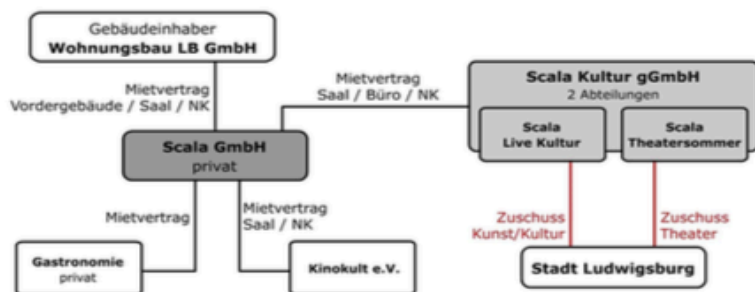 Gebäudeinhaber
Wohnungsbau LB GmbH
Mietvertrag
Vordergebäude / Saal / NK
Mietvertrag
Saal / Büro / NK
Scala Kultur gGmbH
2 Abteilungen
Scala
Live Kultur
Scala
Theatersommer
Scala GmbH
privat
Mietvertrag
Mietvertrag
Saal / NK
Zuschuss
Kunst/Kultur
Zuschuss
Theater
Gastronomie
privat
Kinokult e.V.
Stadt Ludwigsburg